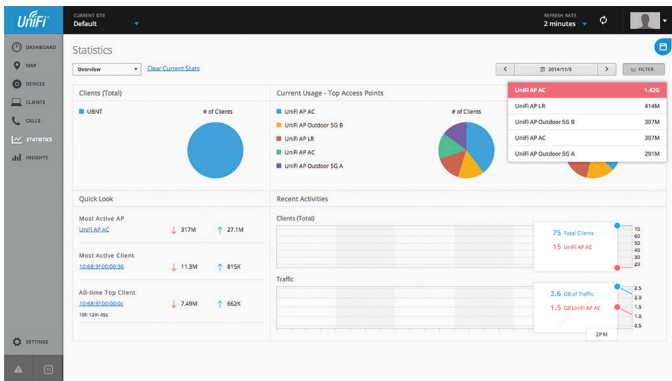 UniFi
CURRENT SITE
Default
REFRESH RATE
2 minutes
DASHBOARD
MAP
DEVICES
CLIENTS
CALLS
STATISTICS
INSIGHTS
SETTINGS
Statistics
Overview
Clear Current Stats
2014/11/3
FILTER
Clients (Total)
UBNT
# of Clients
Current Usage - Top Access Points
UniFi AP AC
UniFi AP Outdoor 5G B
UniFi AP LR
UniFi AP AC
UniFi AP Outdoor 5G A
# of Clients
UniFi AP AC 1.42G
UniFi AP LR 414M
UniFi AP Outdoor 5G B 307M
UniFi AP AC 307M
UniFi AP Outdoor 5G A 291M
Quick Look
Most Active AP
UniFi AP AC ↓ 317M ↑ 27.1M
Most Active Client
↓ 11.3M ↑ 815K
All-time Top Client
↓ 7.49M ↑ 662K
19h 12m 45s
Recent Activities
Clients (Total)
75 Total Clients
15 UniFi AP AC
70
60
50
40
30
20
Traffic
2.6 GB of Traffic
1.5 GB UniFi AP AC
2.5
2.0
1.5
1.0
0.5
2PM